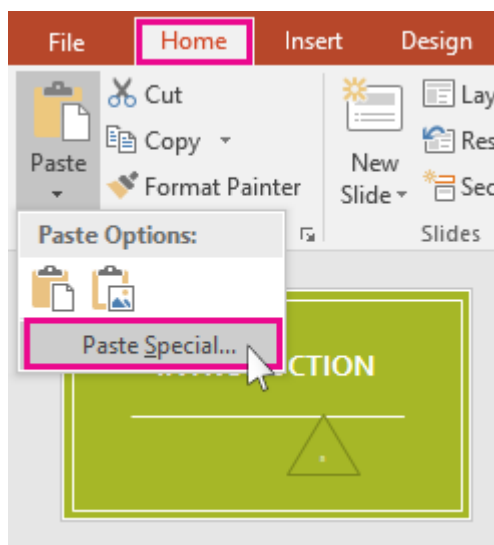 File Home Insert Design
Cut
Copy
Paste
Format Painter
New
Slide
Slides
Paste Options:
Paste Special...